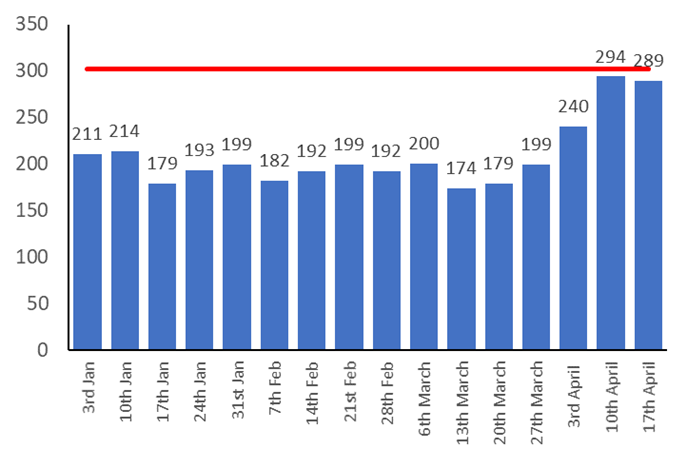 350
300
250
200
150
100
50
0
211
214
179
193
199
182
192
199
192
200
174
179
199
240
294
289
3rd Jan
10th Jan
17th Jan
24th Jan
31st Jan
7th Feb
14th Feb
21st Feb
28th Feb
6th March
13th March
20th March
27th March
3rd April
10th April
17th April